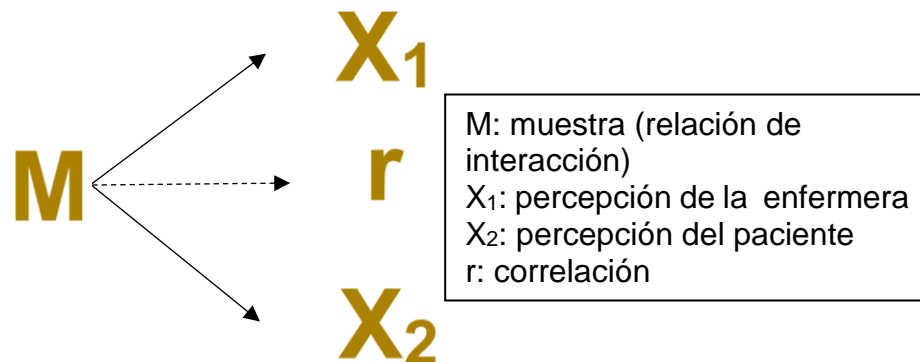 X₁
M
r
X₂
M: muestra (relación de
interacción)
X₁: percepción de la enfermera
X₂: percepción del paciente
r: correlación